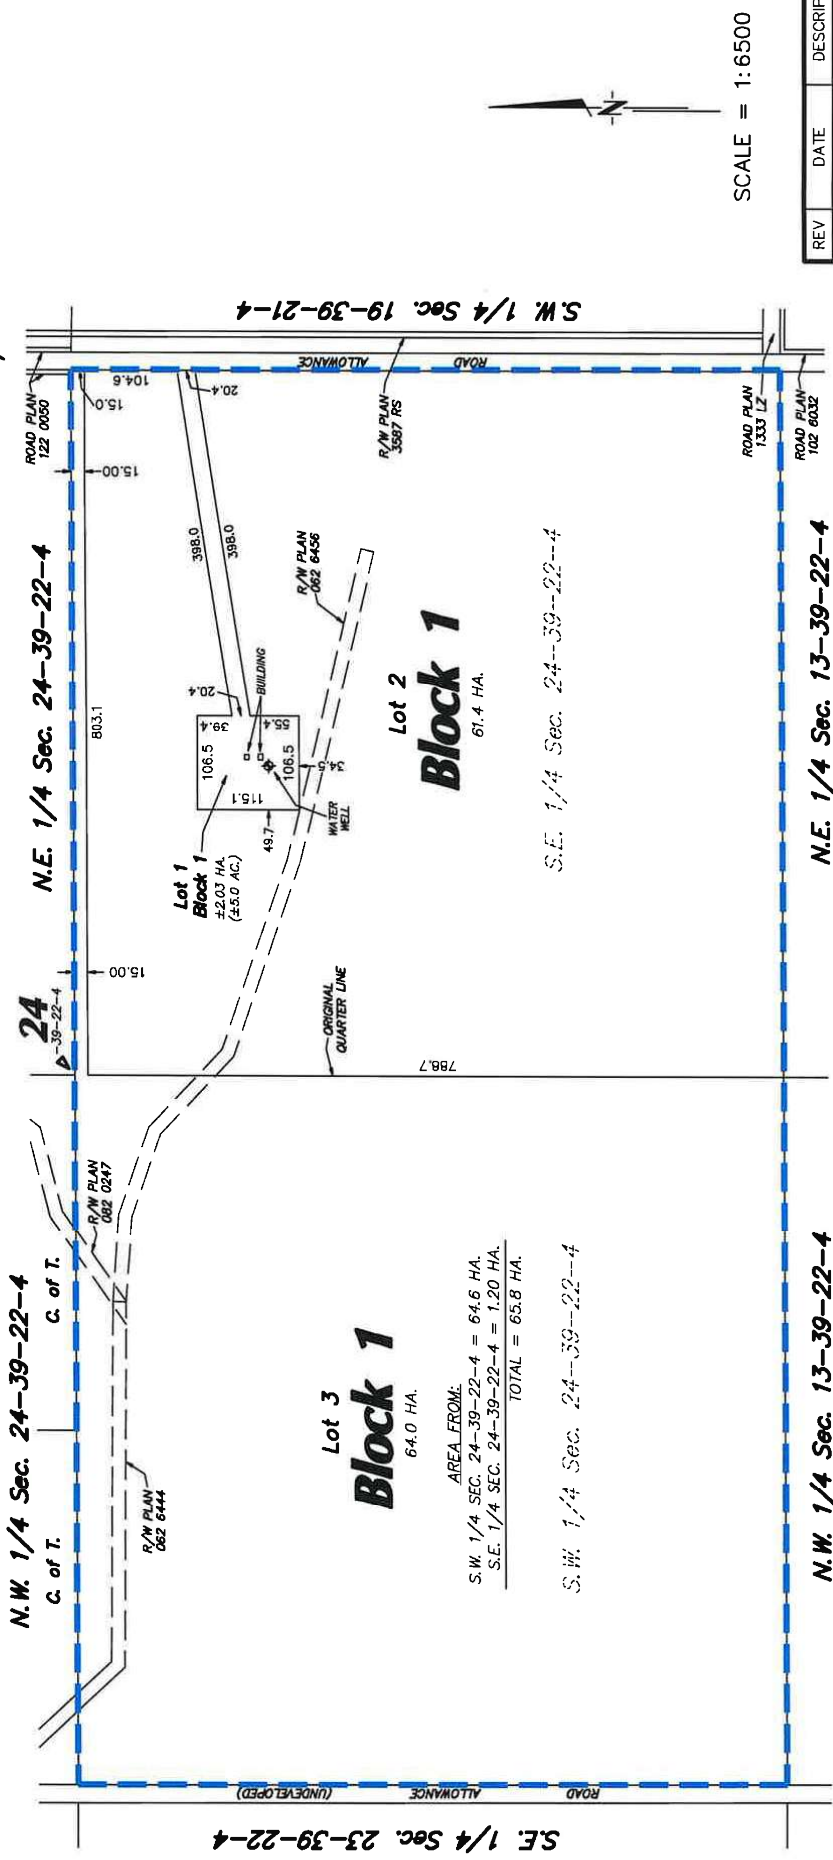 N.W. 1/4 Sec. 24-39-22-4
C. of T.
C. of T.
24
-39-22-4
N.E. 1/4 Sec. 24-39-22-4
ROAD PLAN
122 0050
R/W PLAN
082 0247
R/W PLAN
062 6444
15.00
803.1
15.00
15.0
104.6
20.4
398.0
398.0
20.4
39.4
106.5
115.1
106.5
55.4
34.5
49.7
BUILDING
WATER
WELL
Lot 1
Block 1
±2.03 HA.
(±5.0 AC.)
R/W PLAN
062 6456
ORIGINAL
QUARTER LINE
788.7
Lot 2
Block 1
61.4 HA.
S.E. 1/4 Sec. 24-39-22-4
Lot 3
Block 1
64.0 HA.
AREA FROM:
S.W. 1/4 SEC. 24-39-22-4 = 64.6 HA.
S.E. 1/4 SEC. 24-39-22-4 = 1.20 HA.
TOTAL = 65.8 HA.
S.W. 1/4 Sec. 24-39-22-4
S.E. 1/4 Sec. 23-39-22-4
ROAD ALLOWANCE (UNDEVELOPED)
ROAD ALLOWANCE
R/W PLAN
3587 RS
S.W. 1/4 Sec. 19-39-21-4
ROAD PLAN
1333 LZ
ROAD PLAN
102 6032
N.W. 1/4 Sec. 13-39-22-4
N.E. 1/4 Sec. 13-39-22-4
N
SCALE = 1:6500
REV DATE